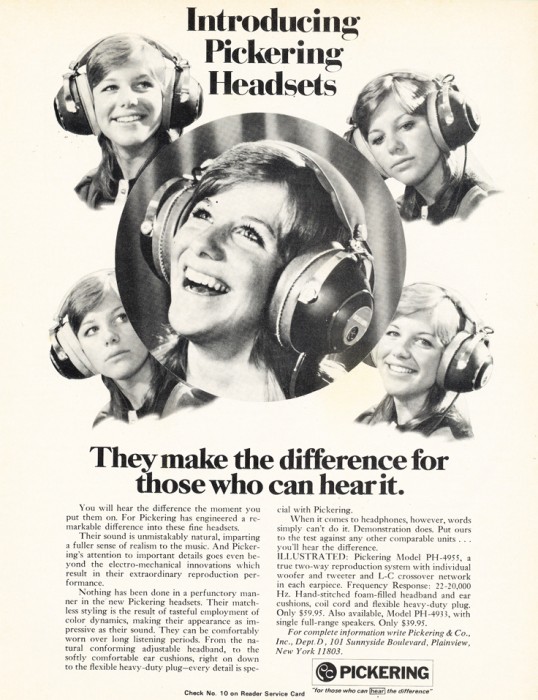 Introducing
Pickering
Headsets
They make the difference for
those who can hear it.
You will hear the difference the moment you
put them on. For Pickering has engineered a re-
markable difference into these fine headsets.
Their sound is unmistakably natural, imparting
a fuller sense of realism to the music. And Picker-
ing's attention to important details goes even be-
yond the electro-mechanical innovations which
result in their extraordinary reproduction per-
formance.
Nothing has been done in a perfunctory man-
ner in the new Pickering headsets. Their match-
less styling is the result of tasteful employment of
color dynamics, making their appearance as im-
pressive as their sound. They can be comfortably
worn over long listening periods. From the na-
tural conforming adjustable headband, to the
softly comfortable ear cushions, right on down
to the flexible heavy-duty plug—every detail is spe-
cial with Pickering.
When it comes to headphones, however, words
simply can't do it. Demonstration does. Put ours
to the test against any other comparable units . . .
you'll hear the difference.
ILLUSTRATED: Pickering Model PH-4955, a
true two-way reproduction system with individual
woofer and tweeter and L-C crossover network
in each earpiece. Frequency Response: 22-20,000
Hz. Hand-stitched foam-filled headband and ear
cushions, coil cord and flexible heavy-duty plug.
Only $59.95. Also available, Model PH-4933, with
single full-range speakers. Only $39.95.
For complete information write Pickering & Co.,
Inc., Dept. D, 101 Sunnyside Boulevard, Plainview,
New York 11803.
PICKERING
"for those who can hear the difference"
Check No. 10 on Reader Service Card